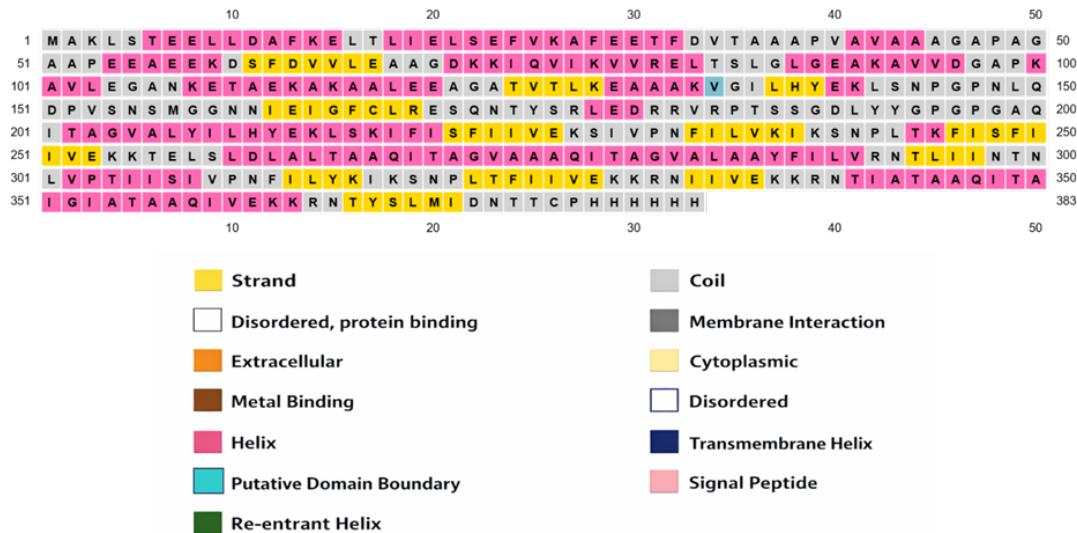 10 20 30 40 50
1 M A K L S T E E L L D A F K E L T L I E L S E F V K A F E E T F D V T A A A P V A V A A A G A P A G 50
51 A A P E E A E E K D S F D V V L E A A G D K K I Q V I K V V R E L T S L G L G E A K A V V D G A P K 100
101 A V L E G A N K E T A E K A K A A L E E A G A T V T L K E A A A K V G I L H Y E K L S N P G P N L Q 150
151 D P V S N S M G G N N I E I G F C L R E S Q N T Y S R L E D R R V R P T S S G D L Y Y G P G P G A Q 200
201 I T A G V A L Y I L H Y E K L S K I F I S F I I V E K S I V P N F I L V K I K S N P L T K F I S F I 250
251 I V E K K T E L S L D L A L T A A Q I T A G V A A A Q I T A G V A L A A Y F I L V R N T L I I N T N 300
301 L V P T I I S I V P N F I L Y K I K S N P L T F I I V E K K R N I I V E K K R N T I A T A A Q I T A 350
351 I G I A T A A Q I V E K K R N T Y S L M I D N T T C P H H H H H H 383
10 20 30 40 50
Strand
Disordered, protein binding
Extracellular
Metal Binding
Helix
Putative Domain Boundary
Re-entrant Helix
Coil
Membrane Interaction
Cytoplasmic
Disordered
Transmembrane Helix
Signal Peptide